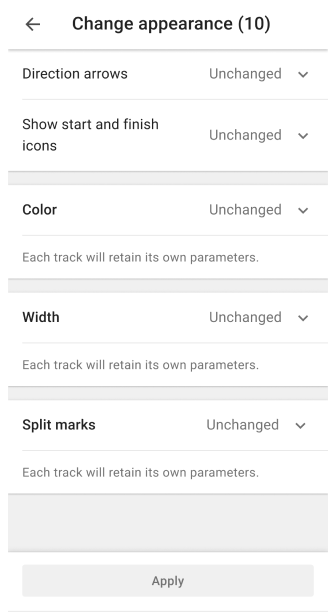 Change appearance (10)
Direction arrows Unchanged
Show start and finish
icons Unchanged
Color Unchanged
Each track will retain its own parameters.
Width Unchanged
Each track will retain its own parameters.
Split marks Unchanged
Each track will retain its own parameters.
Apply